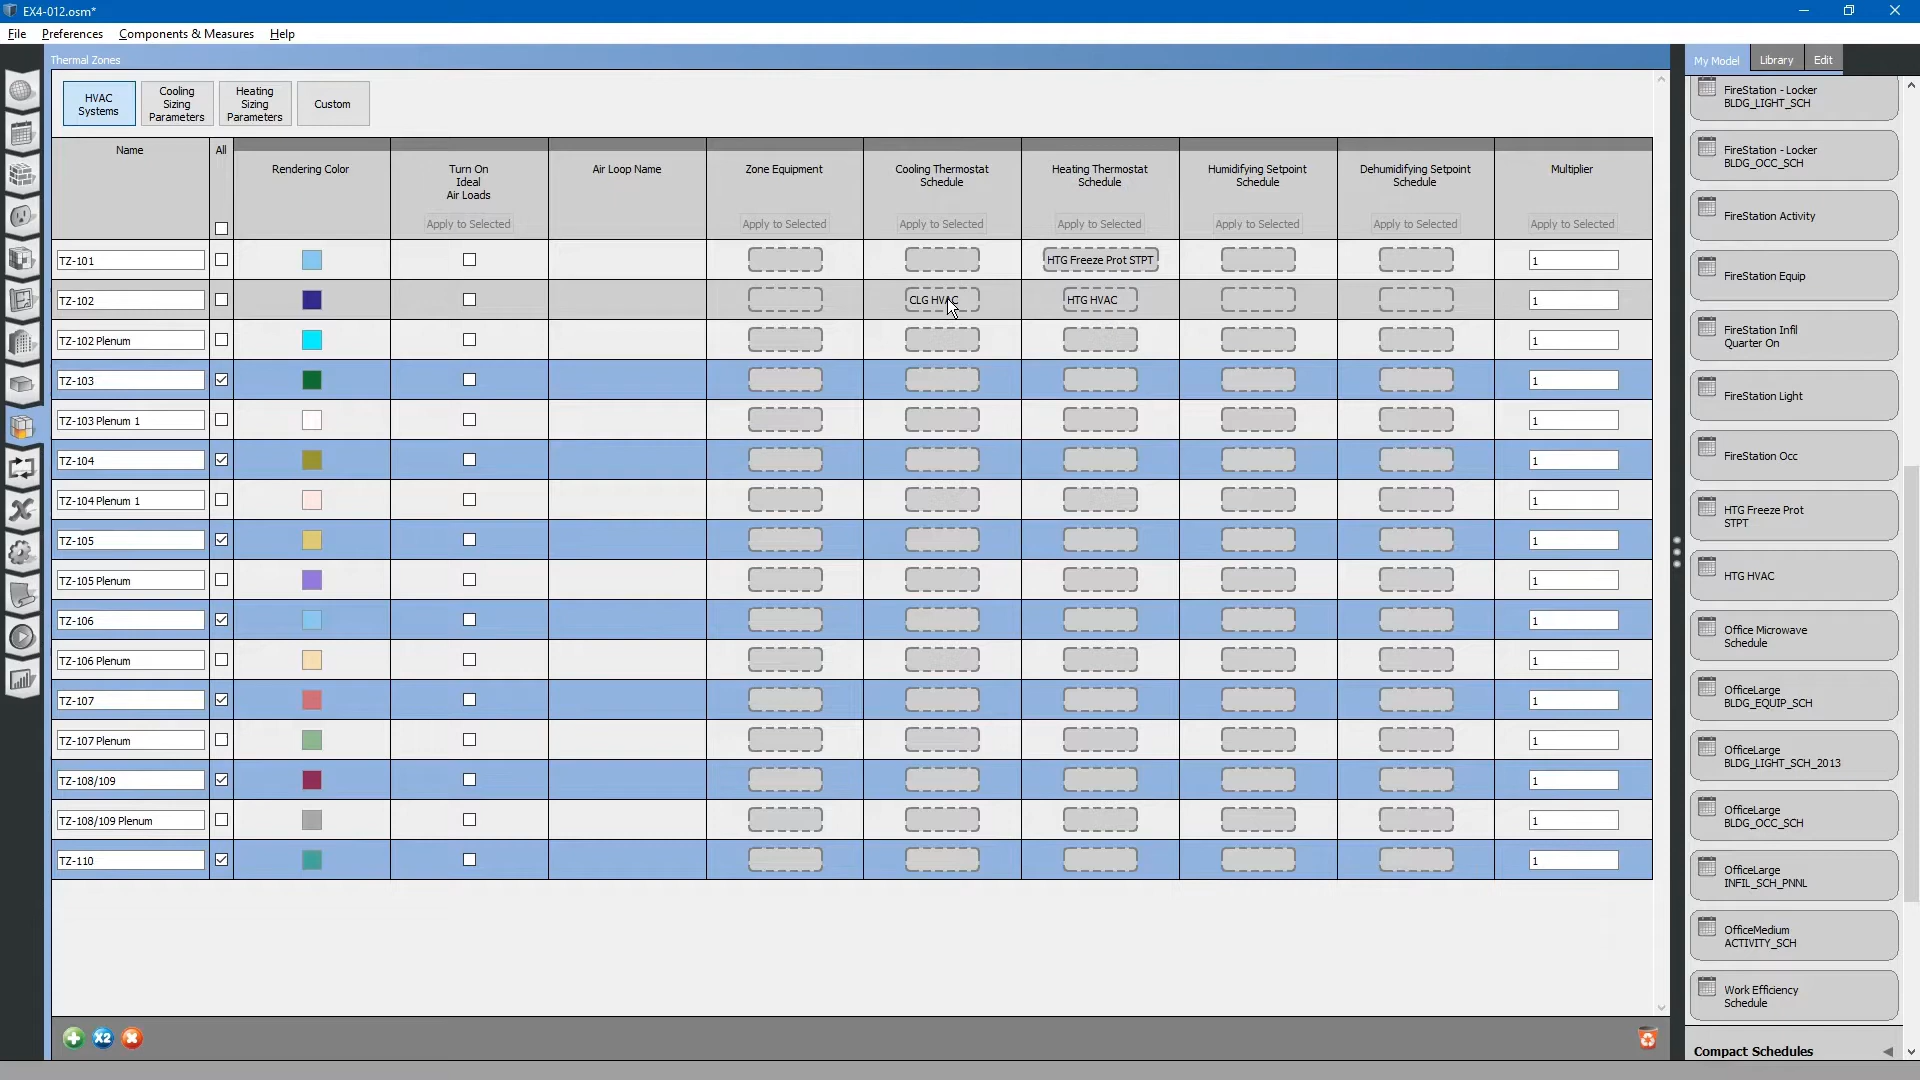 EX4-012.osm*
File Preferences Components & Measures Help
Thermal Zones
My Model Library Edit
HVAC
Systems
Cooling
Sizing
Parameters
Heating
Sizing
Parameters
Custom
Name All Rendering Color
Turn On
Ideal
Air Loads
Apply to Selected
Air Loop Name
Zone Equipment
Apply to Selected
Cooling Thermostat
Schedule
Apply to Selected
Heating Thermostat
Schedule
Apply to Selected
Humidifying Setpoint
Schedule
Apply to Selected
Dehumidifying Setpoint
Schedule
Apply to Selected
Multiplier
Apply to Selected
TZ-101 HTG Freeze Prot STPT 1
TZ-102 CLG HVAC HTG HVAC 1
TZ-102 Plenum 1
TZ-103 1
TZ-103 Plenum 1 1
TZ-104 1
TZ-104 Plenum 1 1
TZ-105 1
TZ-105 Plenum 1
TZ-106 1
TZ-106 Plenum 1
TZ-107 1
TZ-107 Plenum 1
TZ-108/109 1
TZ-108/109 Plenum 1
TZ-110 1
X2
FireStation - Locker
BLDG_LIGHT_SCH
FireStation - Locker
BLDG_OCC_SCH
FireStation Activity
FireStation Equip
FireStation Infil
Quarter On
FireStation Light
FireStation Occ
HTG Freeze Prot
STPT
HTG HVAC
Office Microwave
Schedule
OfficeLarge
BLDG_EQUIP_SCH
OfficeLarge
BLDG_LIGHT_SCH_2013
OfficeLarge
BLDG_OCC_SCH
OfficeLarge
INFIL_SCH_PNNL
OfficeMedium
ACTIVITY_SCH
Work Efficiency
Schedule
Compact Schedules